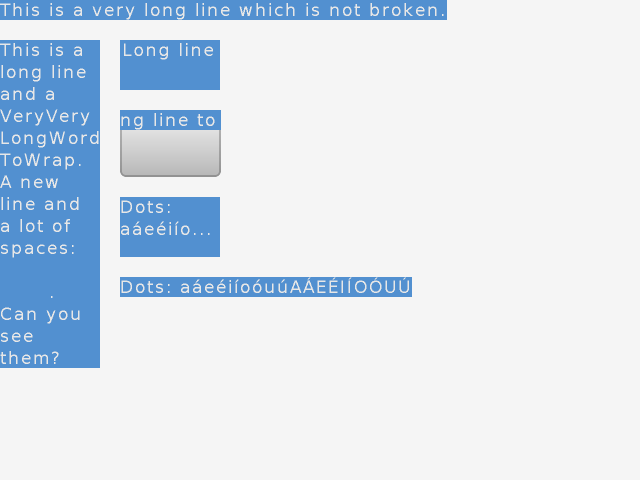 This is a very long line which is not broken.
This is a
long line
and a
VeryVery
LongWord
ToWrap.
A new
line and
a lot of
spaces:
.
Can you
see
them?
Long line
ng line to
Dots:
aáeéiío...
Dots: aáeéiíoóuúAÁEÉIÍOÓUÚ